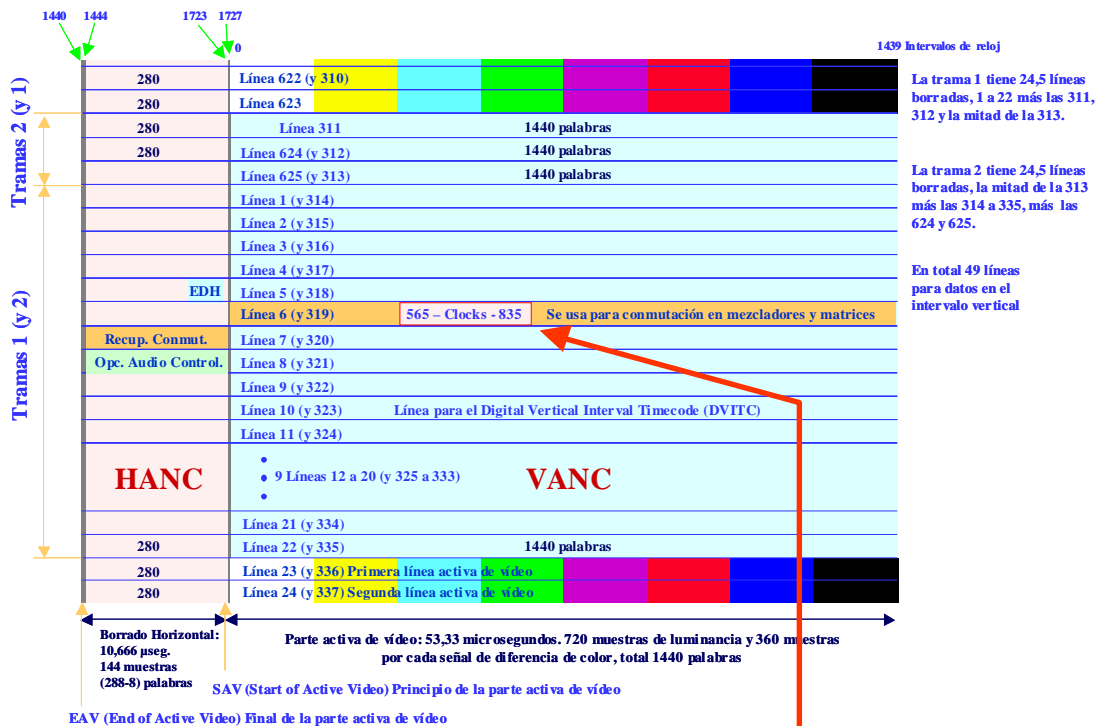 1440 1444 1723 1727
0
1439 Intervalos de reloj
Tramas 2 (y 1)
Tramas 1 (y 2)
280 Línea 622 (y 310)
280 Línea 623
280 Línea 311 1440 palabras
280 Línea 624 (y 312) 1440 palabras
Línea 625 (y 313) 1440 palabras
Línea 1 (y 314)
Línea 2 (y 315)
Línea 3 (y 316)
Línea 4 (y 317)
EDH Línea 5 (y 318)
Línea 6 (y 319) 565 – Clocks - 835 Se usa para conmutación en mezcladores y matrices
Recup. Conmut. Línea 7 (y 320)
Opc. Audio Control. Línea 8 (y 321)
Línea 9 (y 322)
Línea 10 (y 323) Línea para el Digital Vertical Interval Timecode (DVITC)
Línea 11 (y 324)
HANC • 9 Líneas 12 a 20 (y 325 a 333) VANC
Línea 21 (y 334)
280 Línea 22 (y 335) 1440 palabras
280 Línea 23 (y 336) Primera línea activa de vídeo
280 Línea 24 (y 337) Segunda línea activa de vídeo
La trama 1 tiene 24,5 líneas
borradas, 1 a 22 más las 311,
312 y la mitad de la 313.
La trama 2 tiene 24,5 líneas
borradas, la mitad de la 313
más las 314 a 335, más las
624 y 625.
En total 49 líneas
para datos en el
intervalo vertical
Borrado Horizontal:
10,666 µseg.
144 muestras
(288-8) palabras
Parte activa de vídeo: 53,33 microsegundos. 720 muestras de luminancia y 360 muestras
por cada señal de diferencia de color, total 1440 palabras
SAV (Start of Active Video) Principio de la parte activa de vídeo
EAV (End of Active Video) Final de la parte activa de vídeo